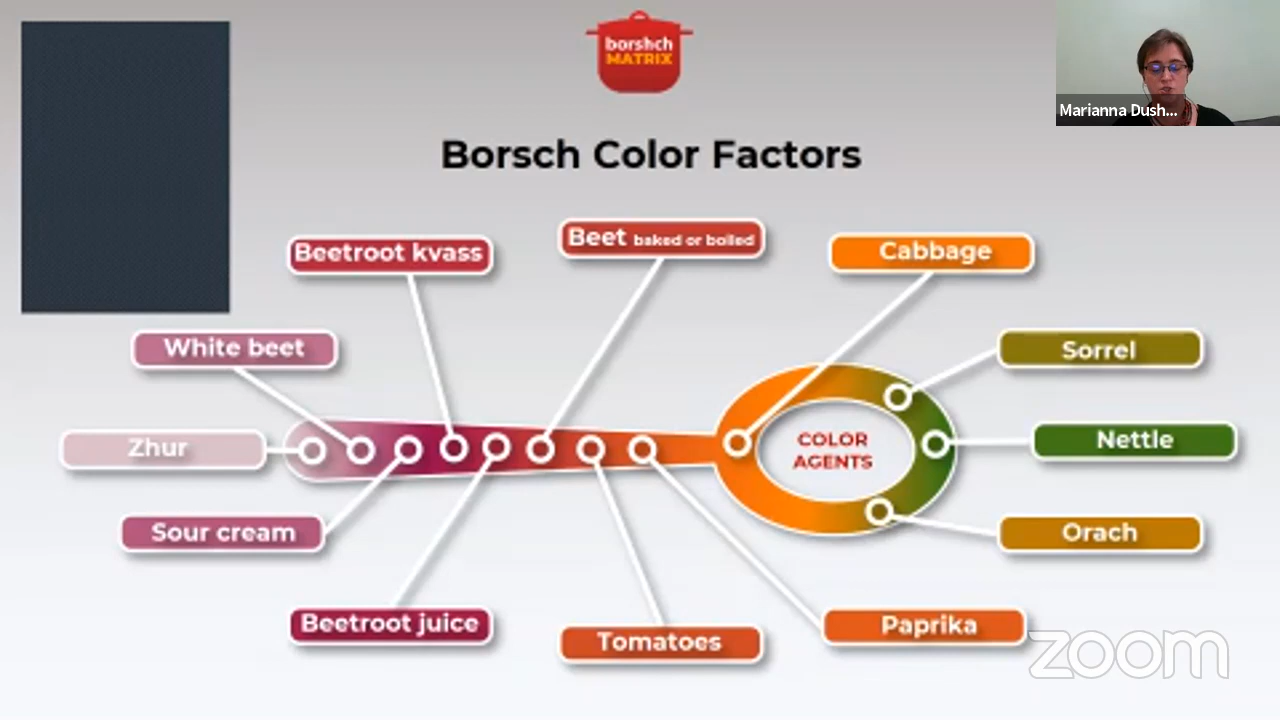 borshch
MATRIX
Marianna Dush...
Borsch Color Factors
Beetroot kvass
Beet baked or boiled
Cabbage
White beet
Sorrel
Zhur
COLOR
AGENTS
Nettle
Sour cream
Orach
Beetroot juice
Tomatoes
Paprika
zoom